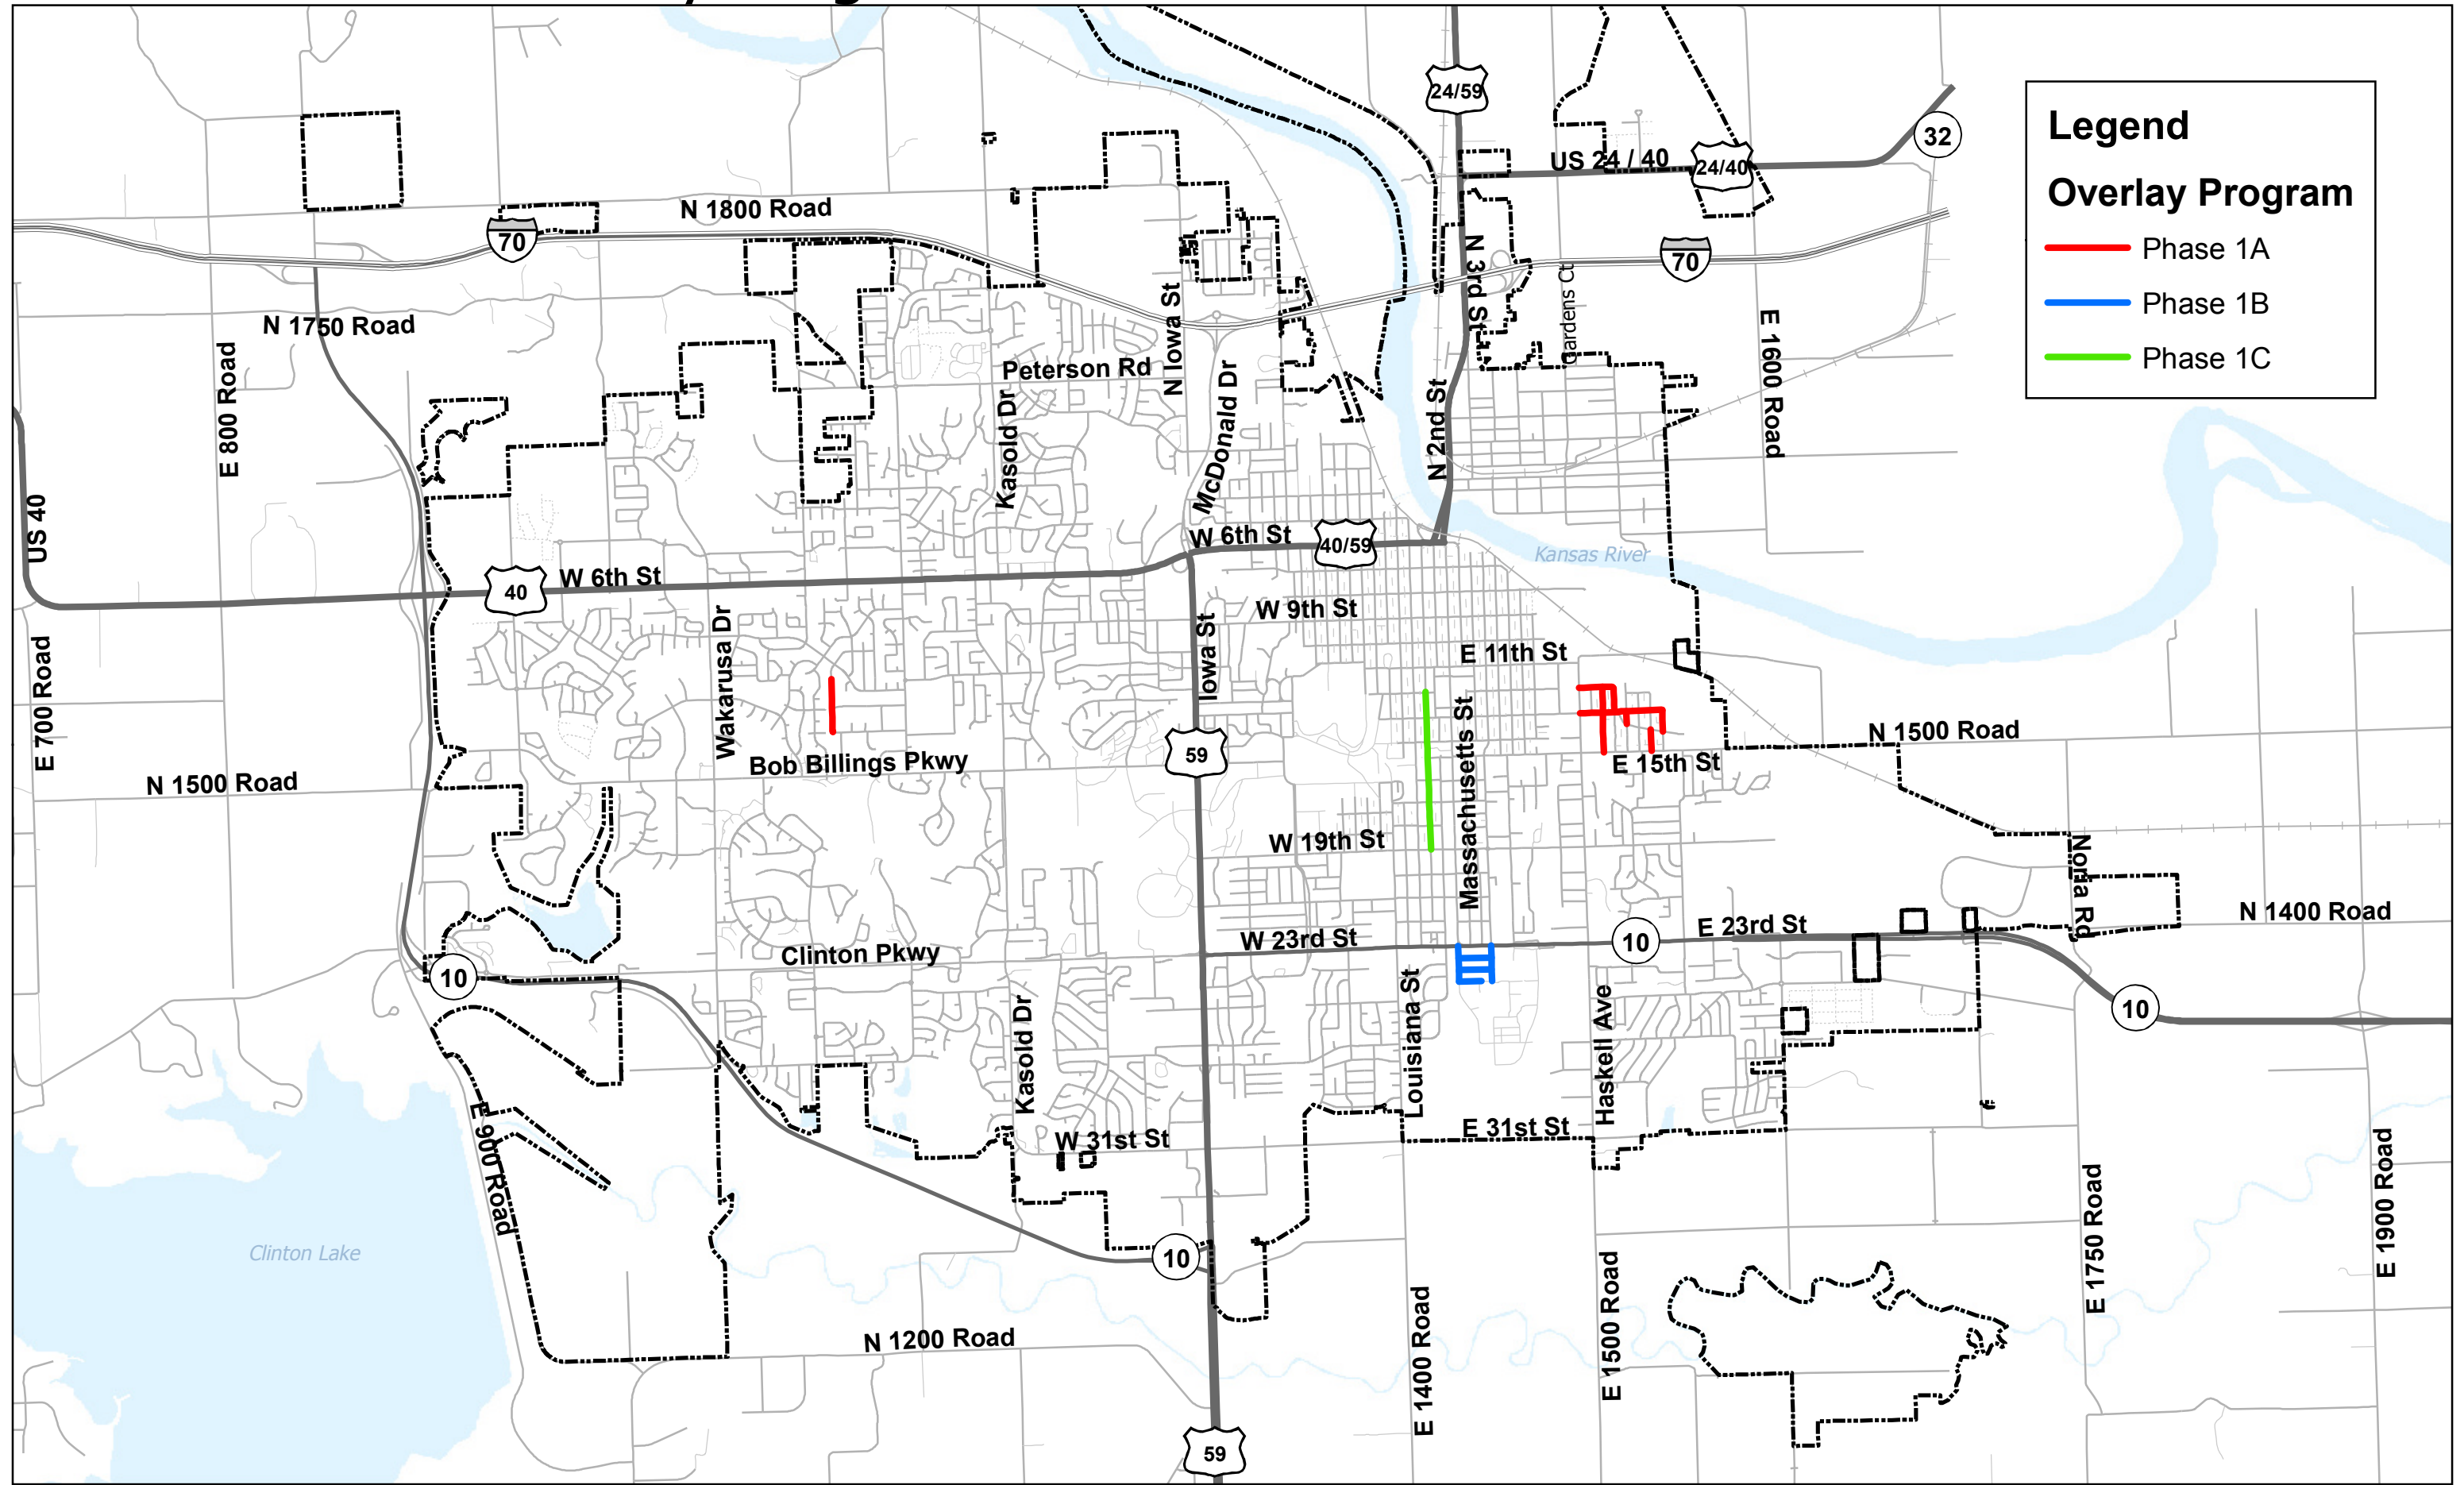 24/59
32
US 24 / 40
24/40
Legend
Overlay Program
Phase 1A
Phase 1B
Phase 1C
N 1800 Road
70
N 3rd St
70
Gardens Ct
N 1750 Road
N Iowa St
E 800 Road
Peterson Rd
McDonald Dr
Kasold Dr
N 2nd St
E 1600 Road
US 40
W 6th St
40/59
Kansas River
40
W 6th St
W 9th St
Wakarusa Dr
Iowa St
E 11th St
E 700 Road
Massachusetts St
59
N 1500 Road
Bob Billings Pkwy
E 15th St
N 1500 Road
W 19th St
Noria Rd
N 1400 Road
W 23rd St
10
E 23rd St
Clinton Pkwy
10
Louisiana St
Haskell Ave
10
Kasold Dr
E 900 Road
W 31st St
E 31st St
Clinton Lake
10
E 1400 Road
E 1500 Road
E 1750 Road
E 1900 Road
N 1200 Road
59